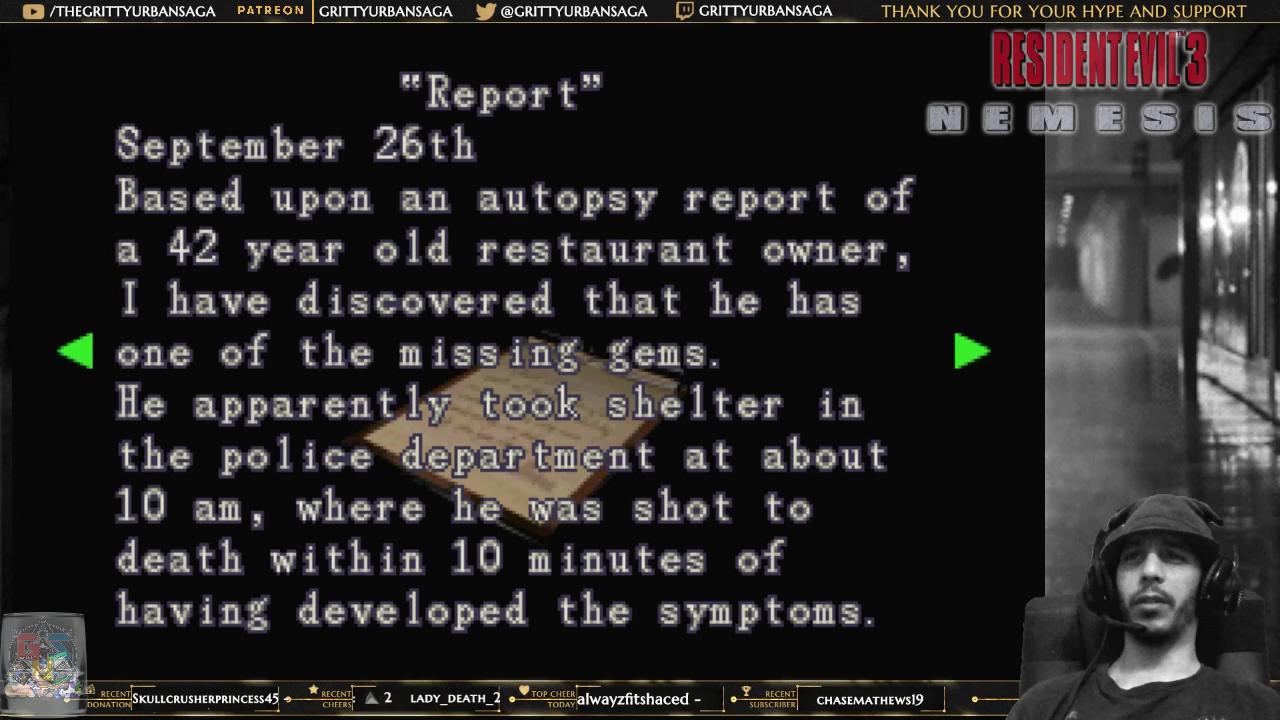 /THEGRITTYURBANSAGA PATREON GRITTYURBANSAGA @GRITTYURBANSAGA GRITTYURBANSAGA THANK YOU FOR YOUR HYPE AND SUPPORT
RESIDENT EVIL 3
NEMESIS
"Report"
September 26th
Based upon an autopsy report of
a 42 year old restaurant owner,
I have discovered that he has
one of the missing gems.
He apparently took shelter in
the police department at about
10 am, where he was shot to
death within 10 minutes of
having developed the symptoms.
GUS
RECENT DONATION SKULLCRUSHERPRINCESS45 RECENT CHEERS: 2 LADY_DEATH_2 TOP CHEER TODAY alwayzfitshaced - RECENT SUBSCRIBER CHASEMATHEWS19